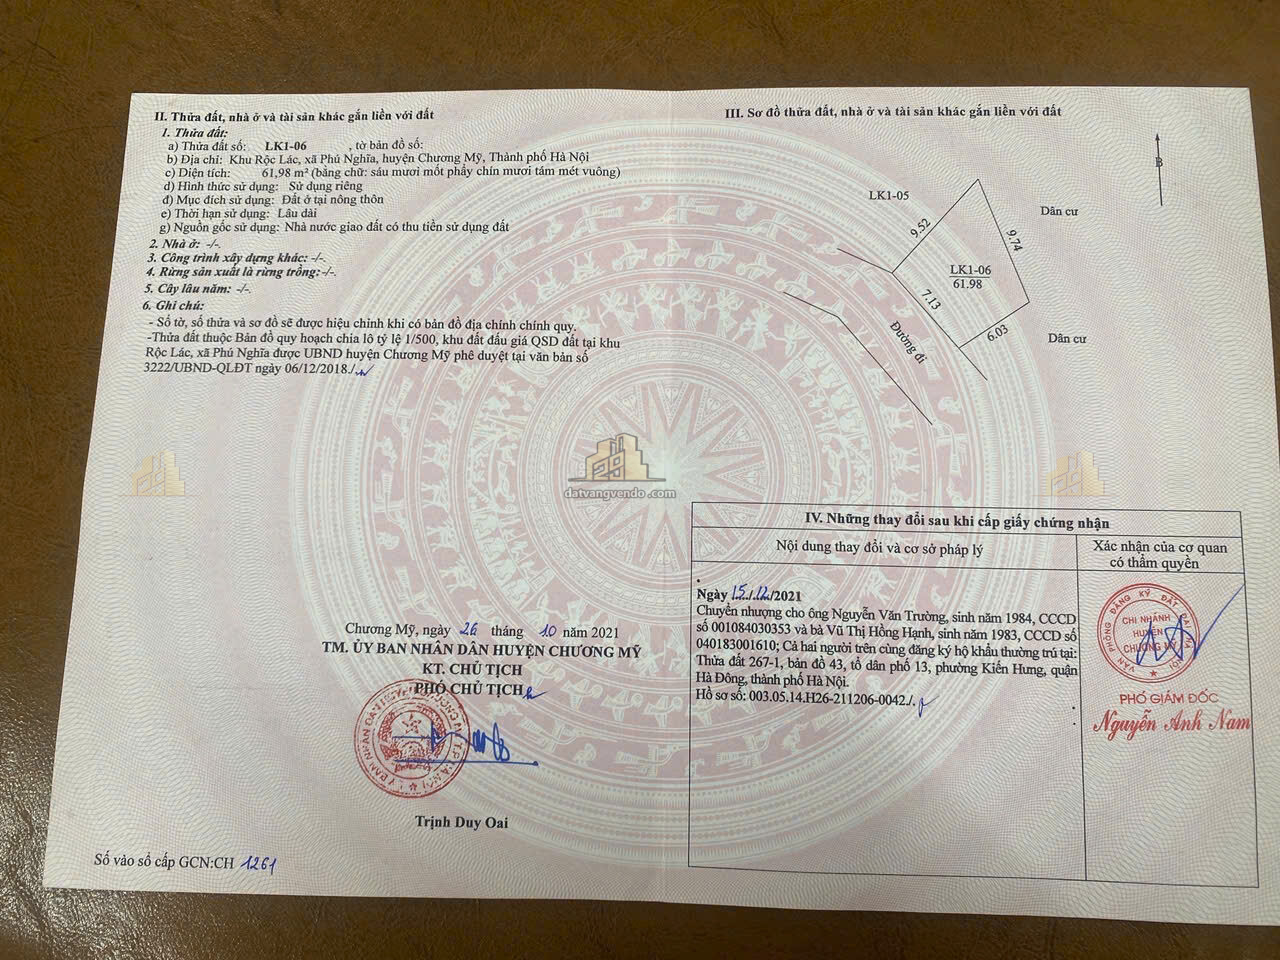 II. Thửa đất, nhà ở và tài sản khác gắn liền với đất
1. Thửa đất:
a) Thửa đất số: LK1-06 , tờ bản đồ số:
b) Địa chỉ: Khu Rộc Lác, xã Phú Nghĩa, huyện Chương Mỹ, Thành phố Hà Nội
c) Diện tích: 61,98 m² (bằng chữ: sáu mươi mốt phẩy chín mươi tám mét vuông)
d) Hình thức sử dụng: Sử dụng riêng
đ) Mục đích sử dụng: Đất ở tại nông thôn
e) Thời hạn sử dụng: Lâu dài
g) Nguồn gốc sử dụng: Nhà nước giao đất có thu tiền sử dụng đất
2. Nhà ở: -/-.
3. Công trình xây dựng khác: -/-.
4. Rừng sản xuất là rừng trồng:-/-.
5. Cây lâu năm: -/-.
6. Ghi chú:
- Số tờ, số thửa và sơ đồ sẽ được hiệu chỉnh khi có bản đồ địa chính chính quy.
-Thửa đất thuộc Bản đồ quy hoạch chia lô tỷ lệ 1/500, khu đất đấu giá QSD đất tại khu
Rộc Lác, xã Phú Nghĩa được UBND huyện Chương Mỹ phê duyệt tại văn bản số
3222/UBND-QLĐT ngày 06/12/2018./.
Chương Mỹ, ngày 26 tháng 10 năm 2021
TM. ỦY BAN NHÂN DÂN HUYỆN CHƯƠNG MỸ
KT. CHỦ TỊCH
PHÓ CHỦ TỊCH
Trịnh Duy Oai
Số vào sổ cấp GCN:CH 1261
III. Sơ đồ thửa đất, nhà ở và tài sản khác gắn liền với đất
B
LK1-05
Dân cư
9.52
9.74
LK1-06
61.98
7.13
6.03
Đường đi
Dân cư
datvangvendo.com
IV. Những thay đổi sau khi cấp giấy chứng nhận
Nội dung thay đổi và cơ sở pháp lý
Xác nhận của cơ quan
có thẩm quyền
Ngày 15/12/2021
Chuyển nhượng cho ông Nguyễn Văn Trường, sinh năm 1984, CCCD
số 001084030353 và bà Vũ Thị Hồng Hạnh, sinh năm 1983, CCCD số
040183001610; Cả hai người trên cùng đăng ký hộ khẩu thường trú tại:
Thửa đất 267-1, bản đồ 43, tổ dân phố 13, phường Kiến Hưng, quận
Hà Đông, thành phố Hà Nội.
Hồ sơ số: 003.05.14.H26-211206-0042./.
VĂN PHÒNG ĐĂNG KÝ ĐẤT ĐAI HÀ NỘI
CHI NHÁNH
HUYỆN
CHƯƠNG MỸ
PHÓ GIÁM ĐỐC
Nguyễn Anh Nam